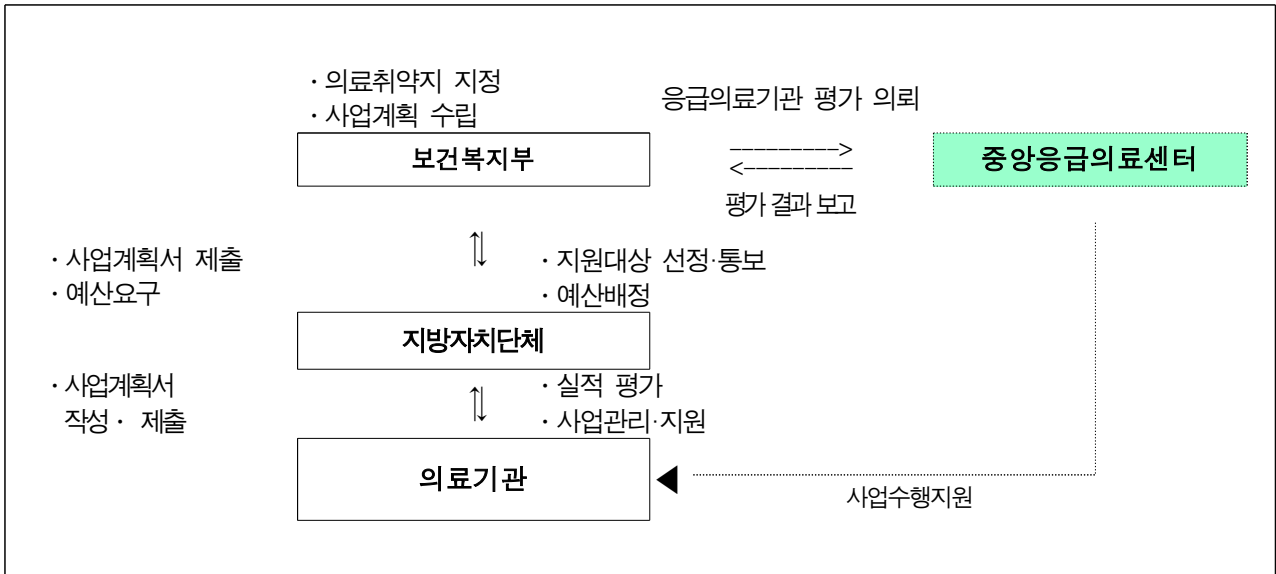 · 의료취약지 지정
· 사업계획 수립
응급의료기관 평가 의뢰
보건복지부
--------->
<---------
중앙응급의료센터
평가 결과 보고
· 사업계획서 제출
· 예산요구
⇅
· 지원대상 선정·통보
· 예산배정
지방자치단체
· 사업계획서
작성· 제출
⇅
· 실적 평가
· 사업관리·지원
의료기관
사업수행지원